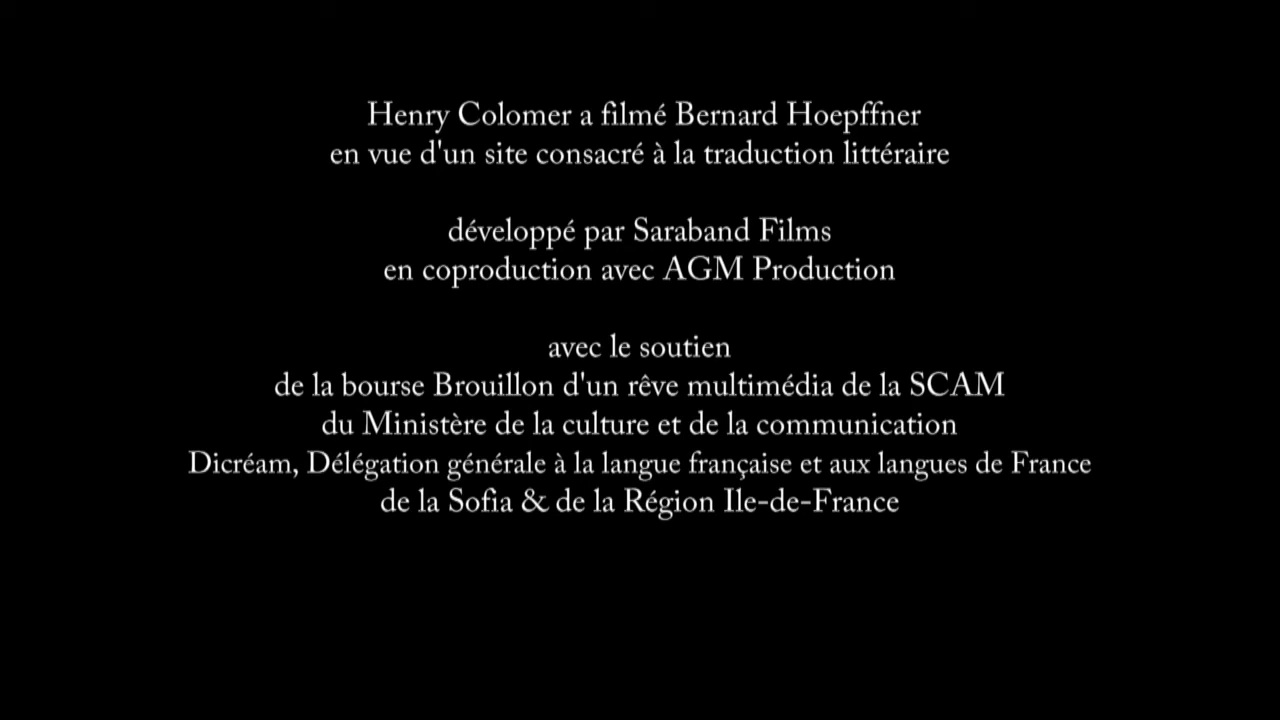 Henry Colomer a filmé Bernard Hoepffner
en vue d'un site consacré à la traduction littéraire
développé par Saraband Films
en coproduction avec AGM Production
avec le soutien
de la bourse Brouillon d'un rêve multimédia de la SCAM
du Ministère de la culture et de la communication
Dicréam, Délégation générale à la langue française et aux langues de France
de la Sofia & de la Région Ile-de-France